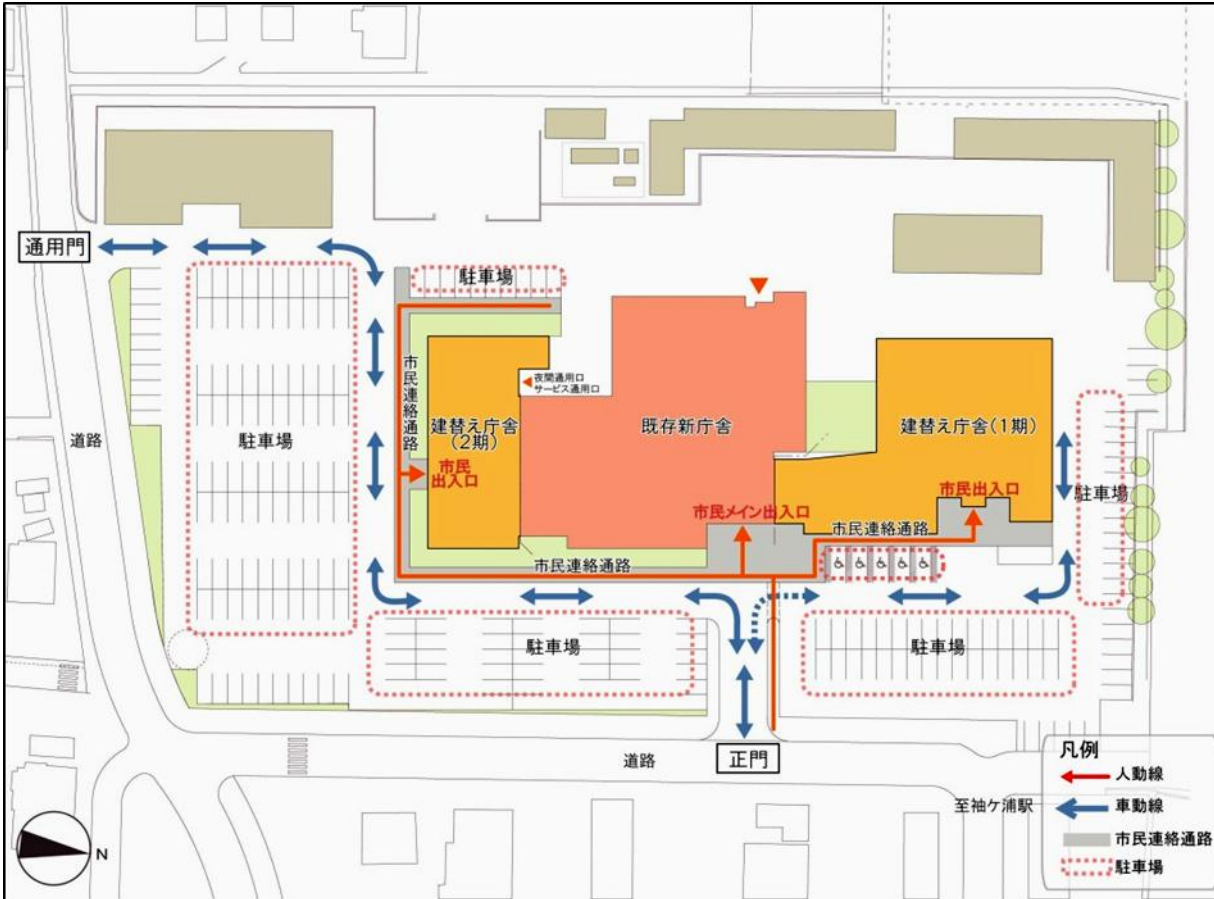 通用門
駐車場
市民連絡通路
夜間通用口
サービス通用口
道路
駐車場
建替え庁舎
(2期)
既存新庁舎
建替え庁舎(1期)
市民
出入口
市民メイン出入口
市民出入口
駐車場
市民連絡通路
市民連絡通路
駐車場
駐車場
道路
正門
凡例
人動線
至袖ケ浦駅
車動線
市民連絡通路
駐車場
N